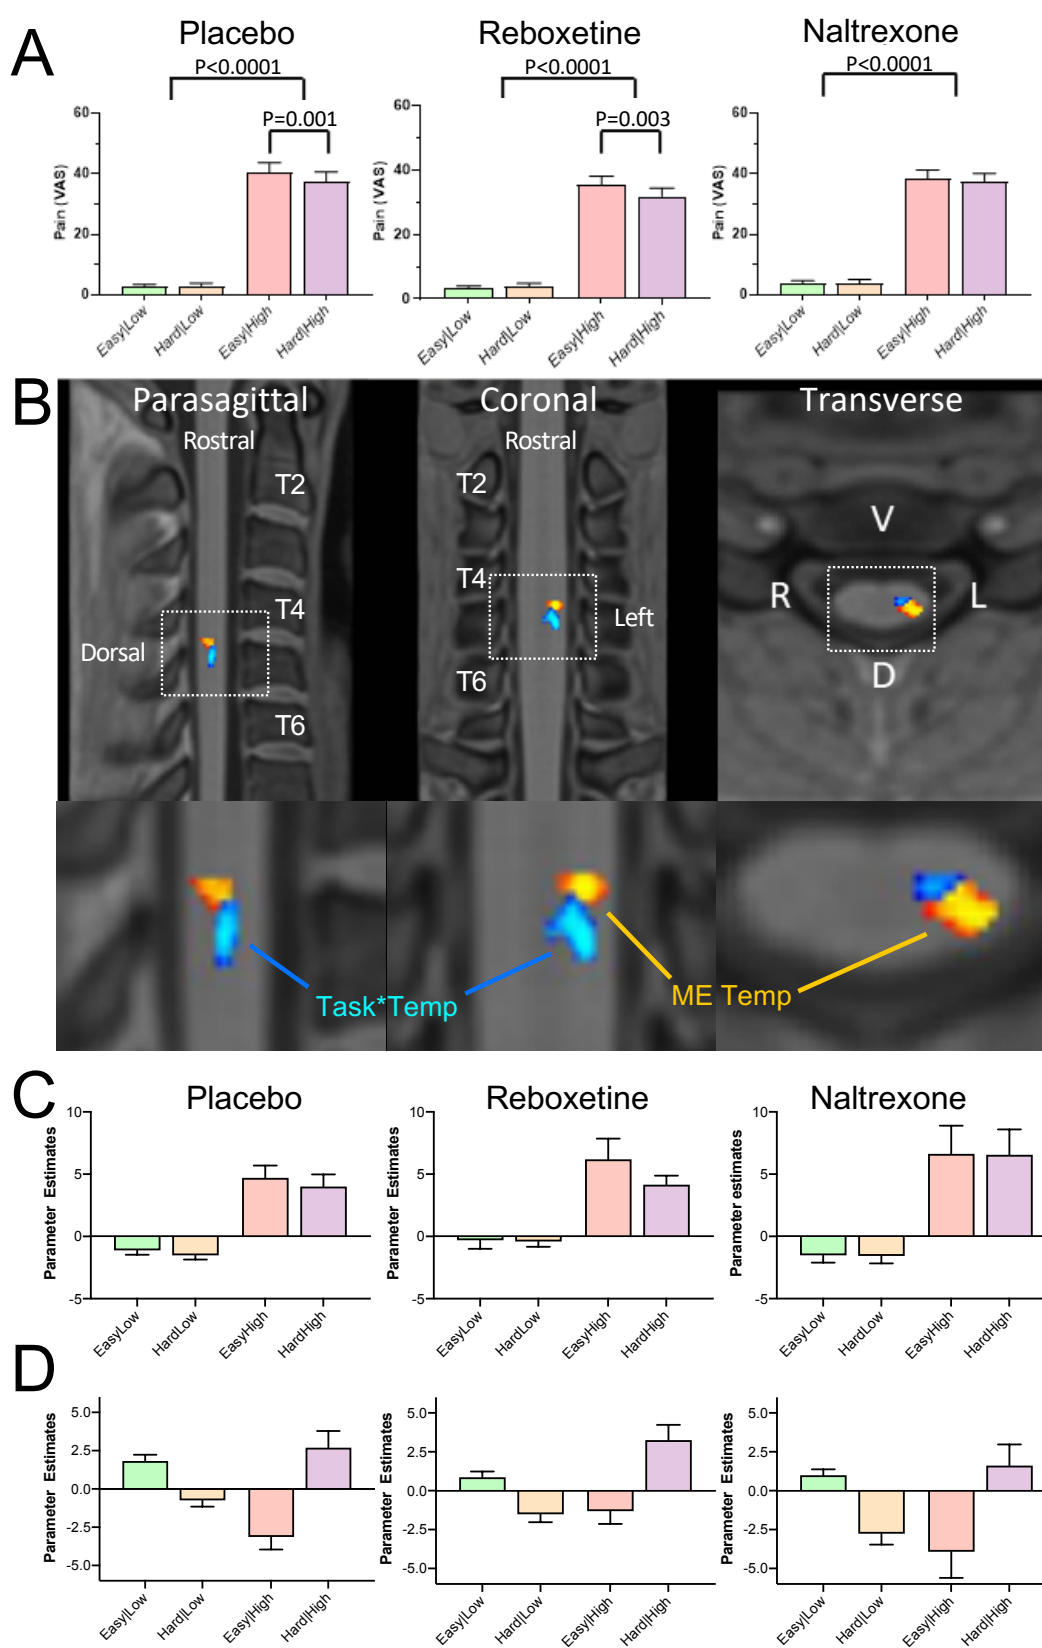 A
Placebo
Reboxetine
Naltrexone
P<0.0001
P<0.0001
P<0.0001
P=0.001
P=0.003
Pain (VAS)
60
40
20
0
Easy|Low
Hard|Low
Easy|High
Hard|High
Pain (VAS)
60
40
20
0
Easy|Low
Hard|Low
Easy|High
Hard|High
Pain (VAS)
60
40
20
0
Easy|Low
Hard|Low
Easy|High
Hard|High
B
Parasagittal
Rostral
T2
T4
Dorsal
T6
Coronal
Rostral
T2
T4
Left
T6
Transverse
V
R
L
D
Task*Temp
ME Temp
C
Placebo
Reboxetine
Naltrexone
Parameter Estimates
10
5
0
-5
EasyLow
HardLow
EasyHigh
HardHigh
Parameter Estimates
10
5
0
-5
EasyLow
HardLow
EasyHigh
HardHigh
Parameter estimates
10
5
0
-5
EasyLow
HardLow
EasyHigh
HardHigh
D
Parameter Estimates
5.0
2.5
0.0
-2.5
-5.0
Easy|Low
Hard|Low
Easy|High
Hard|High
Parameter Estimates
5.0
2.5
0.0
-2.5
-5.0
Easy|Low
Hard|Low
Easy|High
Hard|High
Parameter Estimates
5.0
2.5
0.0
-2.5
-5.0
Easy|Low
Hard|Low
Easy|High
Hard|High